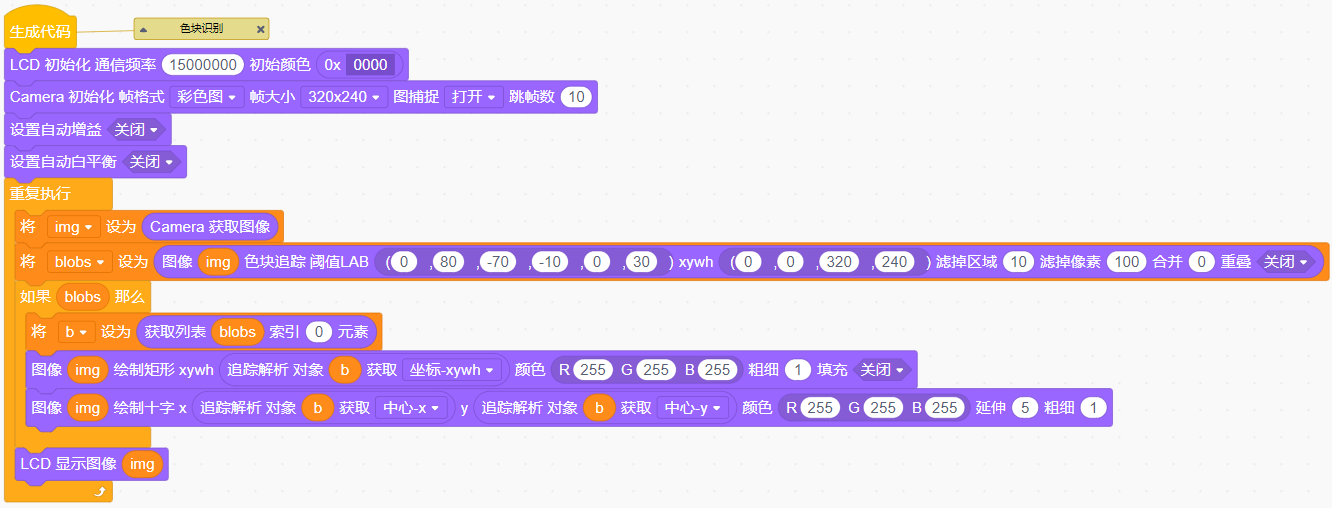 生成代码
色块识别
LCD 初始化 通信频率 15000000 初始颜色 0x 0000
Camera 初始化 帧格式 彩色图 帧大小 320x240 图捕捉 打开 跳帧数 10
设置自动增益 关闭
设置自动白平衡 关闭
重复执行
将 img 设为 Camera 获取图像
将 blobs 设为 图像 img 色块追踪 阈值LAB (0 ,80 ,-70 ,-10 ,0 ,30 ) xywh (0 ,0 ,320 ,240 ) 滤掉区域 10 滤掉像素 100 合并 0 重叠 关闭
如果 blobs 那么
将 b 设为 获取列表 blobs 索引 0 元素
图像 img 绘制矩形 xywh 追踪解析 对象 b 获取 坐标-xywh 颜色 R 255 G 255 B 255 粗细 1 填充 关闭
图像 img 绘制十字 x 追踪解析 对象 b 获取 中心-x y 追踪解析 对象 b 获取 中心-y 颜色 R 255 G 255 B 255 延伸 5 粗细 1
LCD 显示图像 img